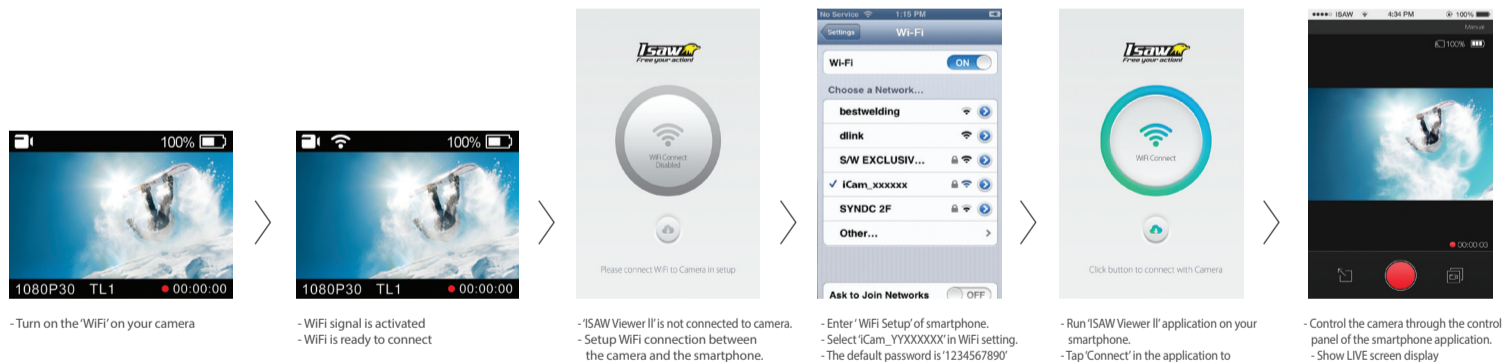 100%
1080P30 TL1 00:00:00
- Turn on the ‘WiFi’ on your camera
100%
1080P30 TL1 00:00:00
- WiFi signal is activated
- WiFi is ready to connect
Isaw
Free your action!
WiFi Connect
Disabled
Please connect WiFi to Camera in setup
- ‘ISAW Viewer II’ is not connected to camera.
- Setup WiFi connection between
the camera and the smartphone.
No Service 1:15 PM
Settings Wi-Fi
Wi-Fi ON
Choose a Network...
bestwelding
dlink
S/W EXCLUSIV...
✓ iCam_xxxxxx
SYNDC 2F
Other...
Ask to Join Networks OFF
- Enter ‘ WiFi Setup’ of smartphone.
- Select ‘iCam_YYXXXXXX’ in WiFi setting.
- The default password is ‘1234567890’
Isaw
Free your action!
WiFi Connect
Click button to connect with Camera
- Run ‘ISAW Viewer II’ application on your
smartphone.
- Tap ‘Connect’ in the application to
ISAW 4:34 PM 100%
Manual
100%
00:00:03
- Control the camera through the control
panel of the smartphone application.
- Show LIVE screen display